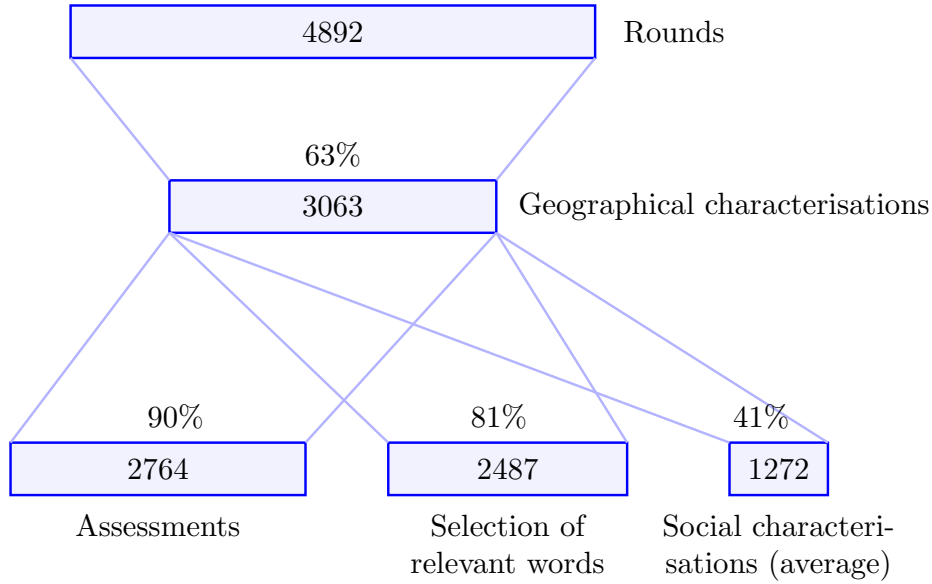 4892
Rounds
63%
3063
Geographical characterisations
90%
81%
41%
2764
2487
1272
Assessments
Selection of
relevant words
Social characteri-
sations (average)